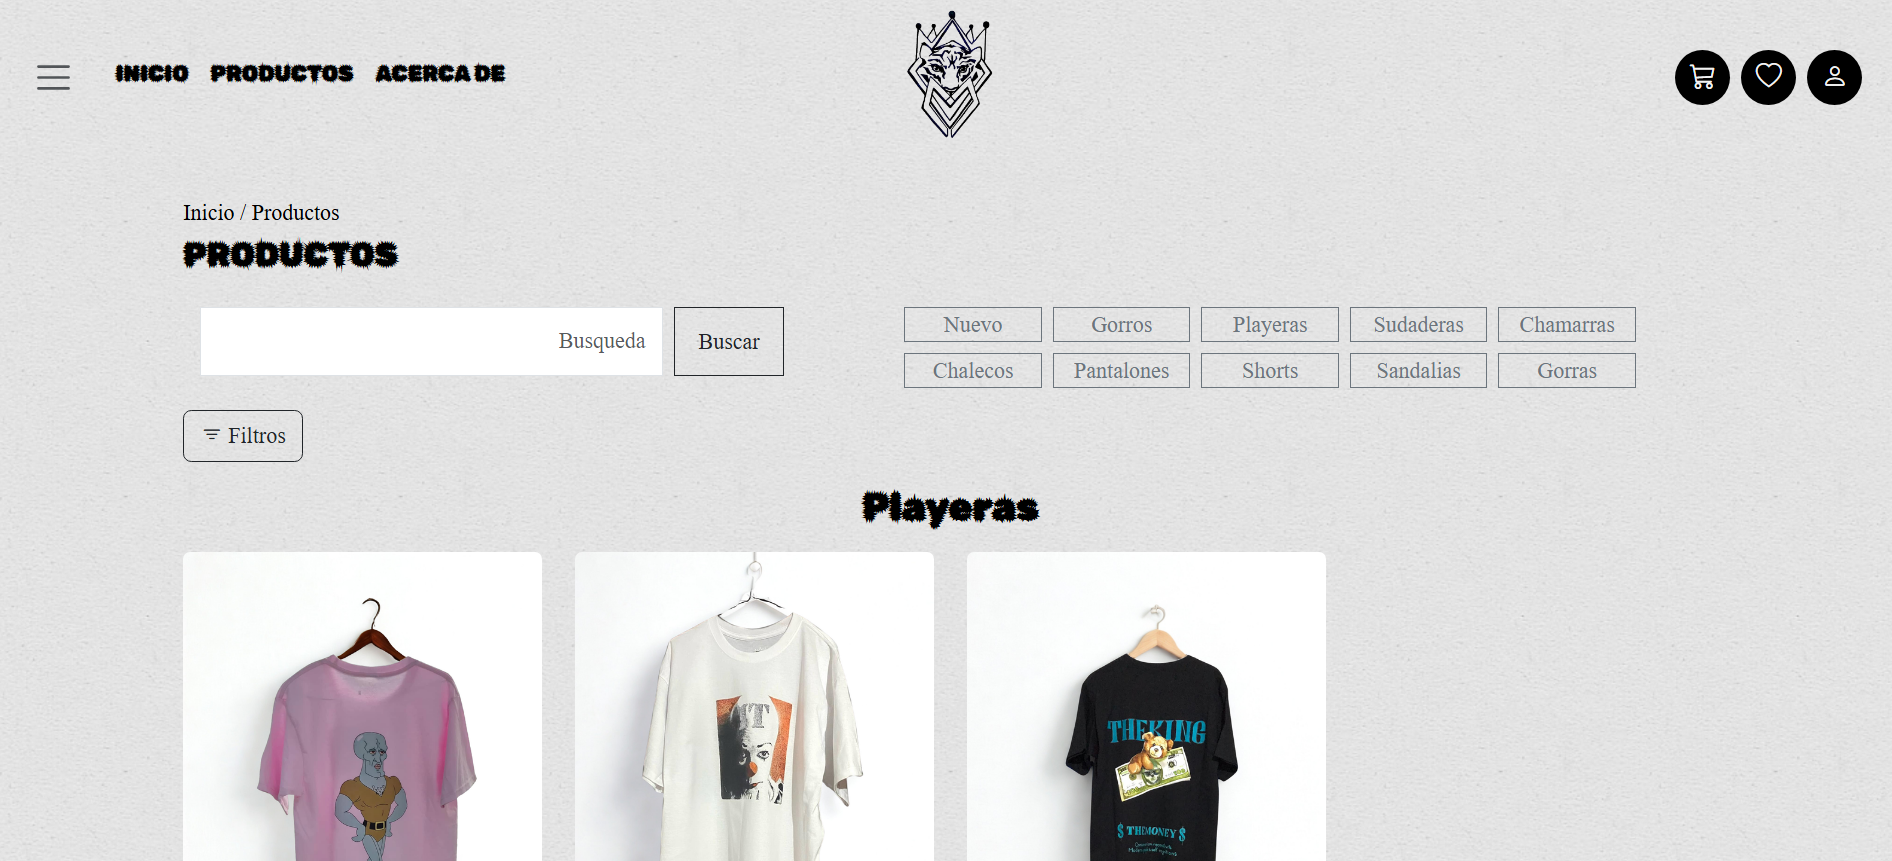 INICIO PRODUCTOS ACERCA DE
Inicio / Productos
PRODUCTOS
Busqueda Buscar
Nuevo Gorros Playeras Sudaderas Chamarras
Chalecos Pantalones Shorts Sandalias Gorras
Filtros
Playeras
IT
THEKING
$ THEMONEY $